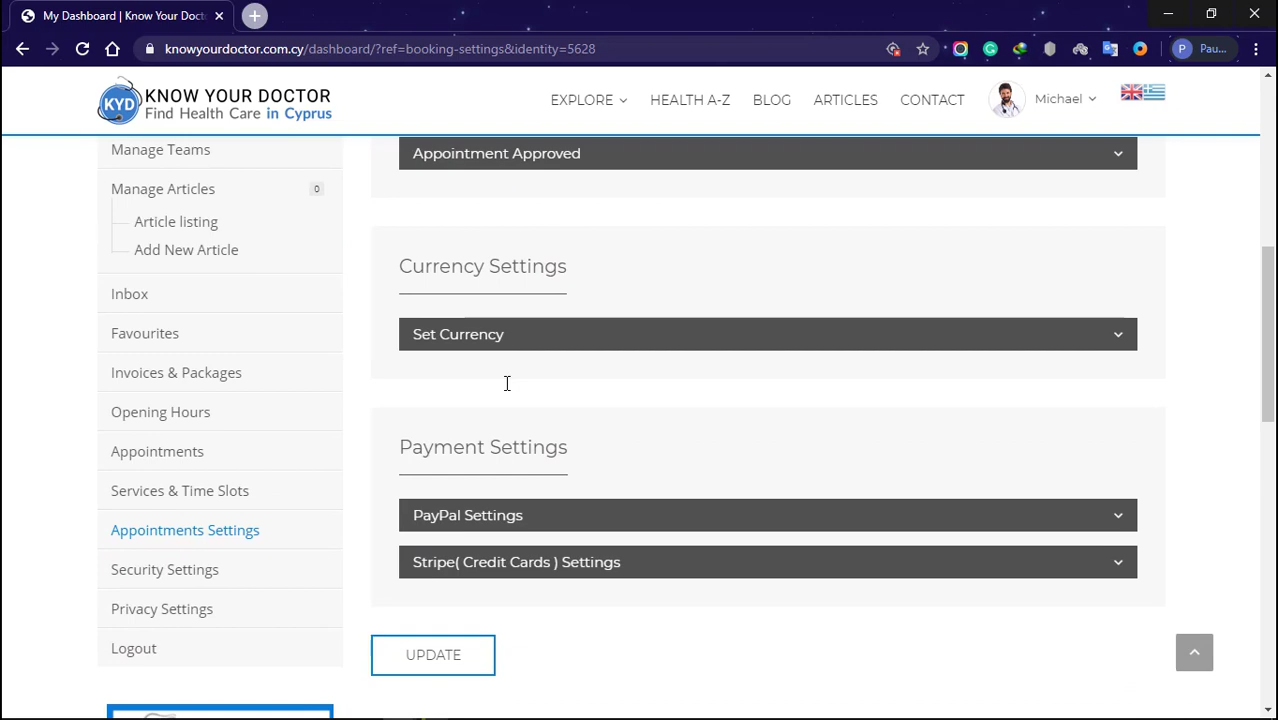 My Dashboard | Know Your Doct
knowyourdoctor.com.cy/dashboard/?ref=booking-settings&identity=5628
P Pau...
KYD
KNOW YOUR DOCTOR
Find Health Care in Cyprus
EXPLORE
HEALTH A-Z
BLOG
ARTICLES
CONTACT
Michael
Manage Teams
Manage Articles 0
Article listing
Add New Article
Inbox
Favourites
Invoices & Packages
Opening Hours
Appointments
Services & Time Slots
Appointments Settings
Security Settings
Privacy Settings
Logout
Appointment Approved
Currency Settings
Set Currency
Payment Settings
PayPal Settings
Stripe( Credit Cards ) Settings
UPDATE